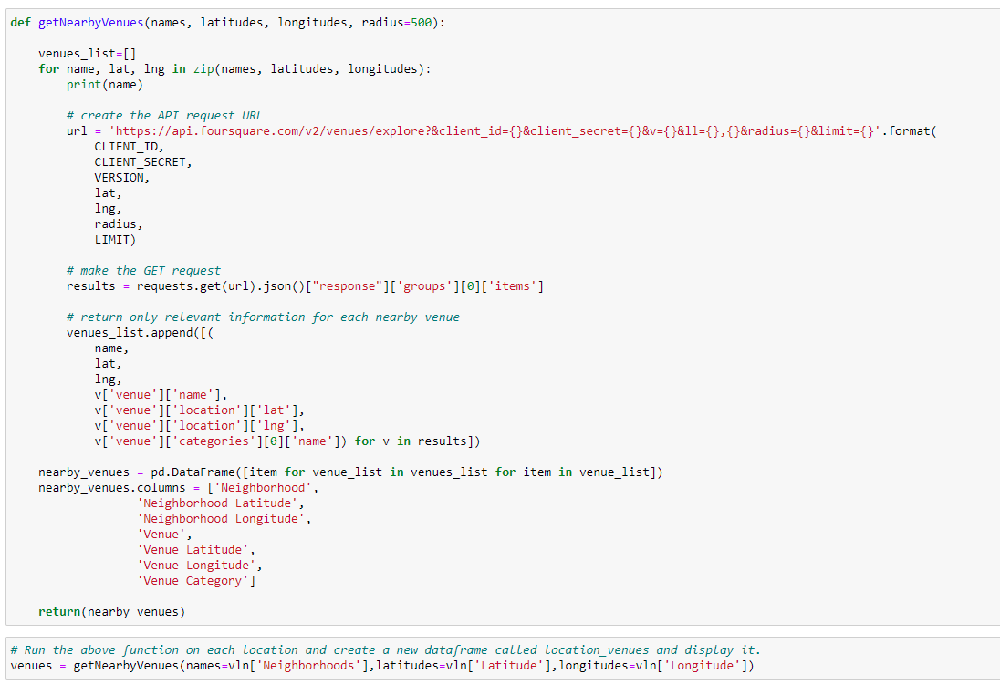 def getNearbyVenues(names, latitudes, longitudes, radius=500):
venues_list=[]
for name, lat, lng in zip(names, latitudes, longitudes):
print(name)
# create the API request URL
url = 'https://api.foursquare.com/v2/venues/explore?&client_id={}&client_secret={}&v={}&ll={},{}&radius={}&limit={}'.format(
CLIENT_ID,
CLIENT_SECRET,
VERSION,
lat,
lng,
radius,
LIMIT)
# make the GET request
results = requests.get(url).json()["response"]['groups'][0]['items']
# return only relevant information for each nearby venue
venues_list.append([(
name,
lat,
lng,
v['venue']['name'],
v['venue']['location']['lat'],
v['venue']['location']['lng'],
v['venue']['categories'][0]['name']) for v in results])
nearby_venues = pd.DataFrame([item for venue_list in venues_list for item in venue_list])
nearby_venues.columns = ['Neighborhood',
'Neighborhood Latitude',
'Neighborhood Longitude',
'Venue',
'Venue Latitude',
'Venue Longitude',
'Venue Category']
return(nearby_venues)
# Run the above function on each location and create a new dataframe called location_venues and display it.
venues = getNearbyVenues(names=vln['Neighborhoods'],latitudes=vln['Latitude'],longitudes=vln['Longitude'])